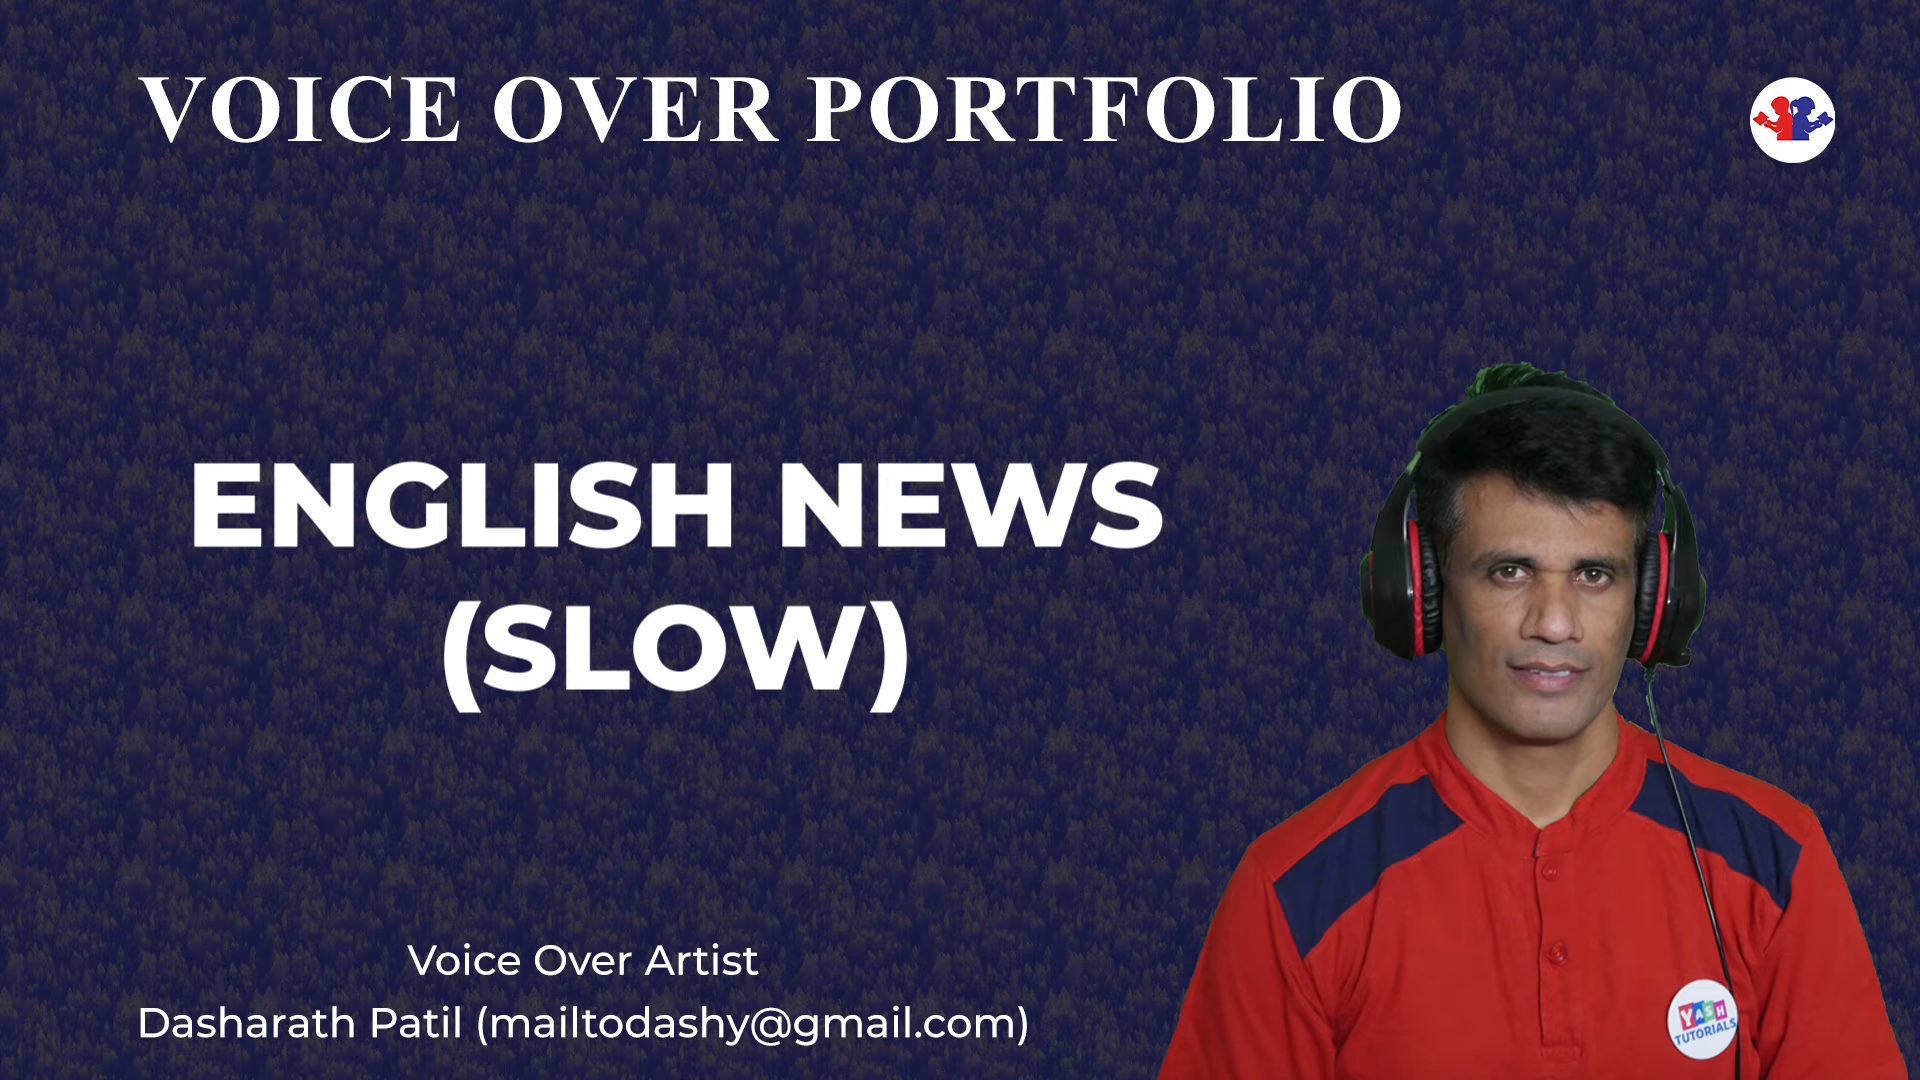 VOICE OVER PORTFOLIO
ENGLISH NEWS
(SLOW)
Voice Over Artist
Dasharath Patil (mailtodashy@gmail.com)
YASH
TUTORIALS